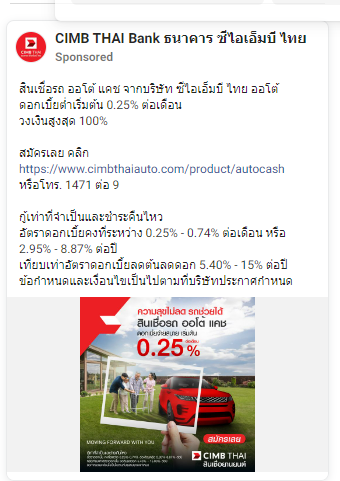 CIMB THAI Bank ธนาคาร ซีไอเอ็มบี ไทย
Sponsored
สินเชื่อรถ ออโต้ แคช จากบริษัท ซีไอเอ็มบี ไทย ออโต้
ดอกเบี้ยต่ำเริ่มต้น 0.25% ต่อเดือน
วงเงินสูงสุด 100%
สมัครเลย คลิก
https://www.cimbthaiauto.com/product/autocash
หรือโทร. 1471 ต่อ 9
กู้เท่าที่จำเป็นและชำระคืนไหว
อัตราดอกเบี้ยคงที่ระหว่าง 0.25% - 0.74% ต่อเดือน หรือ
2.95% - 8.87% ต่อปี
เทียบเท่าอัตราดอกเบี้ยลดต้นลดดอก 5.40% - 15% ต่อปี
ข้อกำหนดและเงื่อนไขเป็นไปตามที่บริษัทประกาศกำหนด
ความสุขไม่ลด รถช่วยได้
สินเชื่อรถ ออโต้ แคช
ดอกเบี้ยจ่ายสบาย เริ่มต้น
0.25% ต่อเดือน
สมัครเลย
MOVING FORWARD WITH YOU
CIMB THAI
สินเชื่อยานยนต์